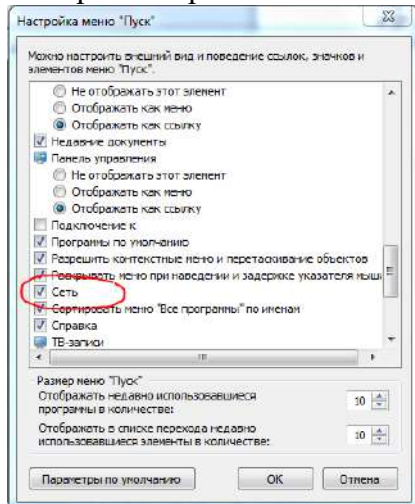 Настройка меню "Пуск"
Можно настроить внешний вид и поведение ссылок, значков и
элементов меню "Пуск".
Не отображать этот элемент
Отображать как меню
Отображать как ссылку
Недавние документы
Панель управления
Не отображать этот элемент
Отображать как меню
Отображать как ссылку
Подключение к
Программы по умолчанию
Разрешить контекстные меню и перетаскивание объектов
Раскрывать меню при наведении и задержке указателя мыши
Сеть
Сортировать меню "Все программы" по именам
Справка
ТВ-записи
Размер меню "Пуск"
Отображать недавно использовавшиеся
программы в количестве:
10
Отображать в списке перехода недавно
использовавшиеся элементы в количестве:
10
Параметры по умолчанию
ОК
Отмена